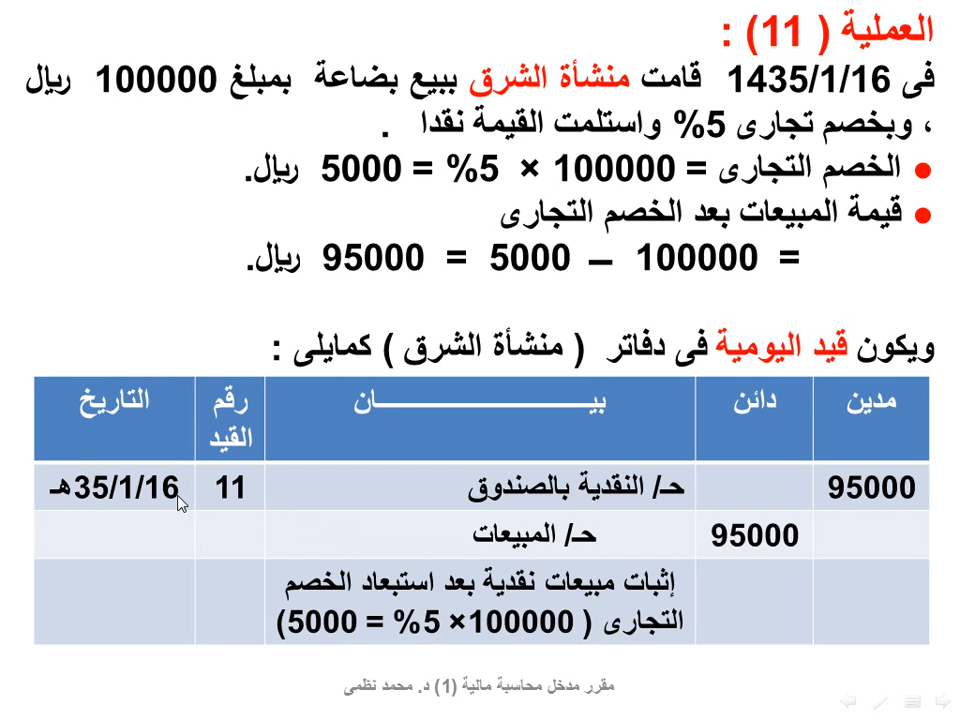 العملية ( 11) :
فى 1435/1/16 قامت منشأة الشرق ببيع بضاعة بمبلغ 100000 ريال
، وبخصم تجارى 5% واستلمت القيمة نقدا .
● الخصم التجارى = 100000 × 5% = 5000 ريال.
● قيمة المبيعات بعد الخصم التجارى
= 100000 – 5000 = 95000 ريال.
ويكون قيد اليومية فى دفاتر ( منشأة الشرق ) كمايلى :
مدين دائن بيـــــــــــــــــــــان رقم القيد التاريخ
95000 حـ/ النقدية بالصندوق 11 35/1/16هـ
95000 حـ/ المبيعات
إثبات مبيعات نقدية بعد استبعاد الخصم
التجارى ( 100000× 5% = 5000)
مقرر مدخل محاسبة مالية (1) د. محمد نظمى